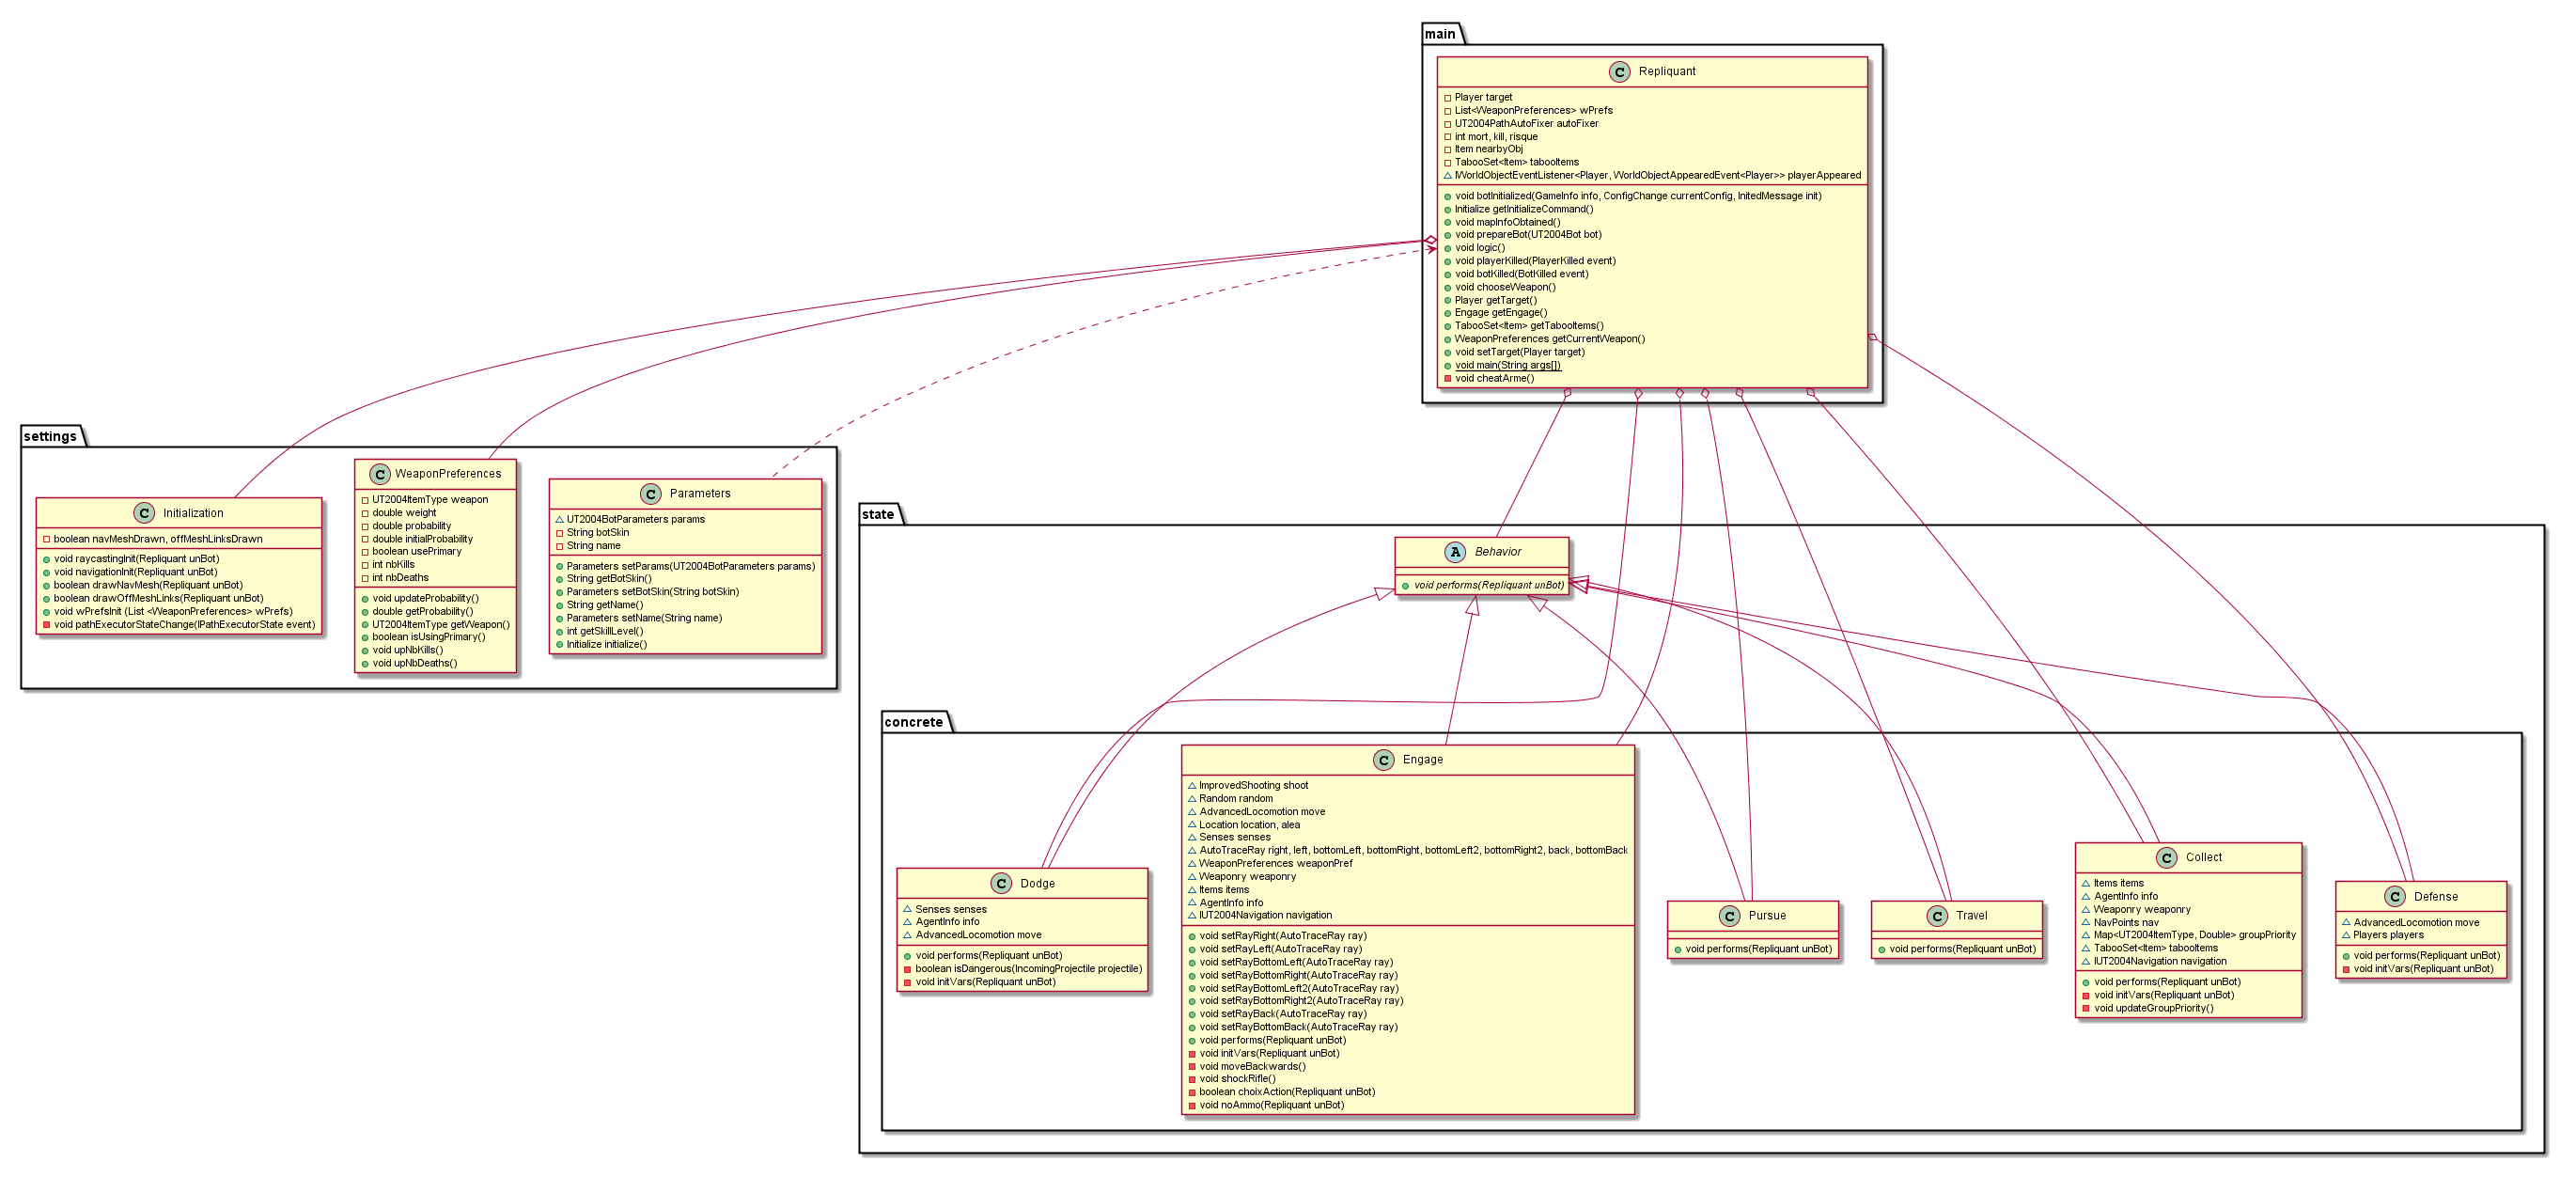 main
C Repliquant
Player target
List<WeaponPreferences> wPrefs
UT2004PathAutoFixer autoFixer
int mort, kill, risque
Item nearbyObj
TabooSet<Item> tabooItems
IWorldObjectEventListener<Player, WorldObjectAppearedEvent<Player>> playerAppeared
void botInitialized(GameInfo info, ConfigChange currentConfig, InitedMessage init)
Initialize getInitializeCommand()
void mapInfoObtained()
void prepareBot(UT2004Bot bot)
void logic()
void playerKilled(PlayerKilled event)
void botKilled(BotKilled event)
void chooseWeapon()
Player getTarget()
Engage getEngage()
TabooSet<Item> getTabooItems()
WeaponPreferences getCurrentWeapon()
void setTarget(Player target)
void main(String args[])
void cheatArme()
settings
C Initialization
boolean navMeshDrawn, offMeshLinksDrawn
void raycastingInit(Repliquant unBot)
void navigationInit(Repliquant unBot)
boolean drawNavMesh(Repliquant unBot)
boolean drawOffMeshLinks(Repliquant unBot)
void wPrefsInit (List <WeaponPreferences> wPrefs)
void pathExecutorStateChange(IPathExecutorState event)
C WeaponPreferences
UT2004ItemType weapon
double weight
double probability
double initialProbability
boolean usePrimary
int nbKills
int nbDeaths
void updateProbability()
double getProbability()
UT2004ItemType getWeapon()
boolean isUsingPrimary()
void upNbKills()
void upNbDeaths()
C Parameters
UT2004BotParameters params
String botSkin
String name
Parameters setParams(UT2004BotParameters params)
String getBotSkin()
Parameters setBotSkin(String botSkin)
String getName()
Parameters setName(String name)
int getSkillLevel()
Initialize initialize()
state
A Behavior
void performs(Repliquant unBot)
concrete
C Dodge
Senses senses
AgentInfo info
AdvancedLocomotion move
void performs(Repliquant unBot)
boolean isDangerous(IncomingProjectile projectile)
void initVars(Repliquant unBot)
C Engage
ImprovedShooting shoot
Random random
AdvancedLocomotion move
Location location, alea
Senses senses
AutoTraceRay right, left, bottomLeft, bottomRight, bottomLeft2, bottomRight2, back, bottomBack
WeaponPreferences weaponPref
Weaponry weaponry
Items items
AgentInfo info
IUT2004Navigation navigation
void setRayRight(AutoTraceRay ray)
void setRayLeft(AutoTraceRay ray)
void setRayBottomLeft(AutoTraceRay ray)
void setRayBottomRight(AutoTraceRay ray)
void setRayBottomLeft2(AutoTraceRay ray)
void setRayBottomRight2(AutoTraceRay ray)
void setRayBack(AutoTraceRay ray)
void setRayBottomBack(AutoTraceRay ray)
void performs(Repliquant unBot)
void initVars(Repliquant unBot)
void moveBackwards()
void shockRifle()
boolean choixAction(Repliquant unBot)
void noAmmo(Repliquant unBot)
C Pursue
void performs(Repliquant unBot)
C Travel
void performs(Repliquant unBot)
C Collect
Items items
AgentInfo info
Weaponry weaponry
NavPoints nav
Map<UT2004ItemType, Double> groupPriority
TabooSet<Item> tabooItems
IUT2004Navigation navigation
void performs(Repliquant unBot)
void initVars(Repliquant unBot)
void updateGroupPriority()
C Defense
AdvancedLocomotion move
Players players
void performs(Repliquant unBot)
void initVars(Repliquant unBot)